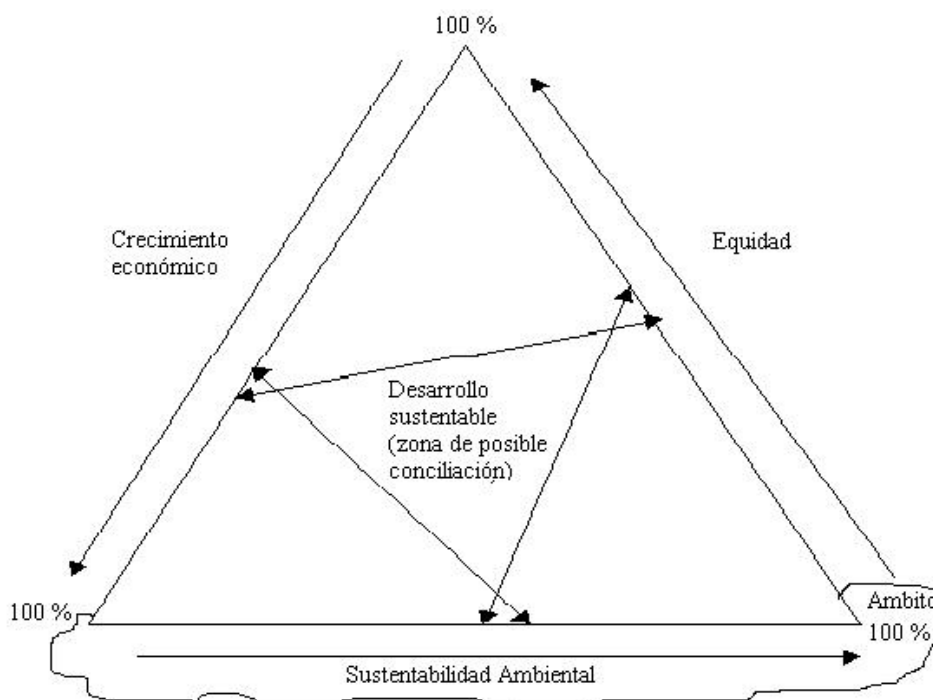 100 %
Crecimiento
económico
Equidad
Desarrollo
sustentable
(zona de posible
conciliación)
100 %
Ambito
100 %
Sustentabilidad Ambiental